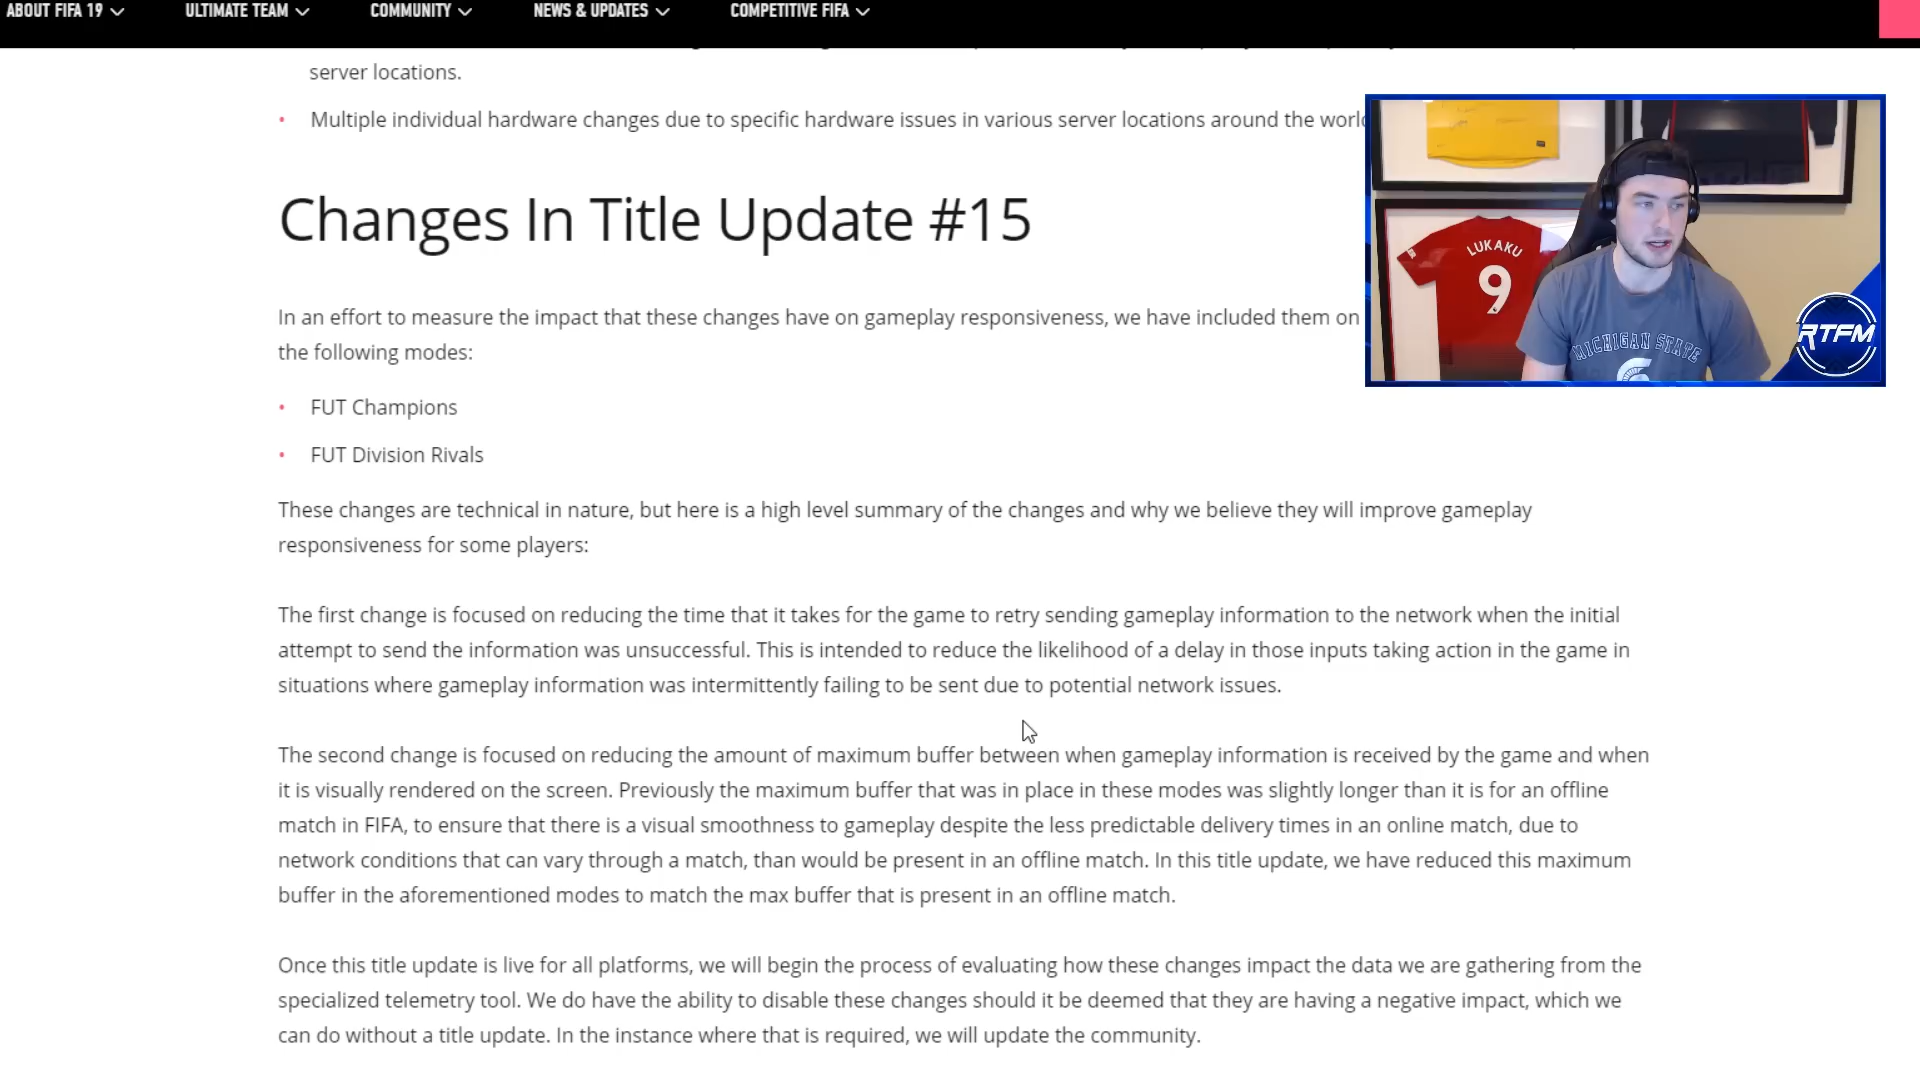 ABOUT FIFA 19 ULTIMATE TEAM COMMUNITY NEWS & UPDATES COMPETITIVE FIFA
server locations.
• Multiple individual hardware changes due to specific hardware issues in various server locations around the world
Changes In Title Update #15
In an effort to measure the impact that these changes have on gameplay responsiveness, we have included them on
the following modes:
• FUT Champions
• FUT Division Rivals
These changes are technical in nature, but here is a high level summary of the changes and why we believe they will improve gameplay
responsiveness for some players:
The first change is focused on reducing the time that it takes for the game to retry sending gameplay information to the network when the initial
attempt to send the information was unsuccessful. This is intended to reduce the likelihood of a delay in those inputs taking action in the game in
situations where gameplay information was intermittently failing to be sent due to potential network issues.
The second change is focused on reducing the amount of maximum buffer between when gameplay information is received by the game and when
it is visually rendered on the screen. Previously the maximum buffer that was in place in these modes was slightly longer than it is for an offline
match in FIFA, to ensure that there is a visual smoothness to gameplay despite the less predictable delivery times in an online match, due to
network conditions that can vary through a match, than would be present in an offline match. In this title update, we have reduced this maximum
buffer in the aforementioned modes to match the max buffer that is present in an offline match.
Once this title update is live for all platforms, we will begin the process of evaluating how these changes impact the data we are gathering from the
specialized telemetry tool. We do have the ability to disable these changes should it be deemed that they are having a negative impact, which we
can do without a title update. In the instance where that is required, we will update the community.
LUKAKU
9
MICHIGAN STATE
RTFM